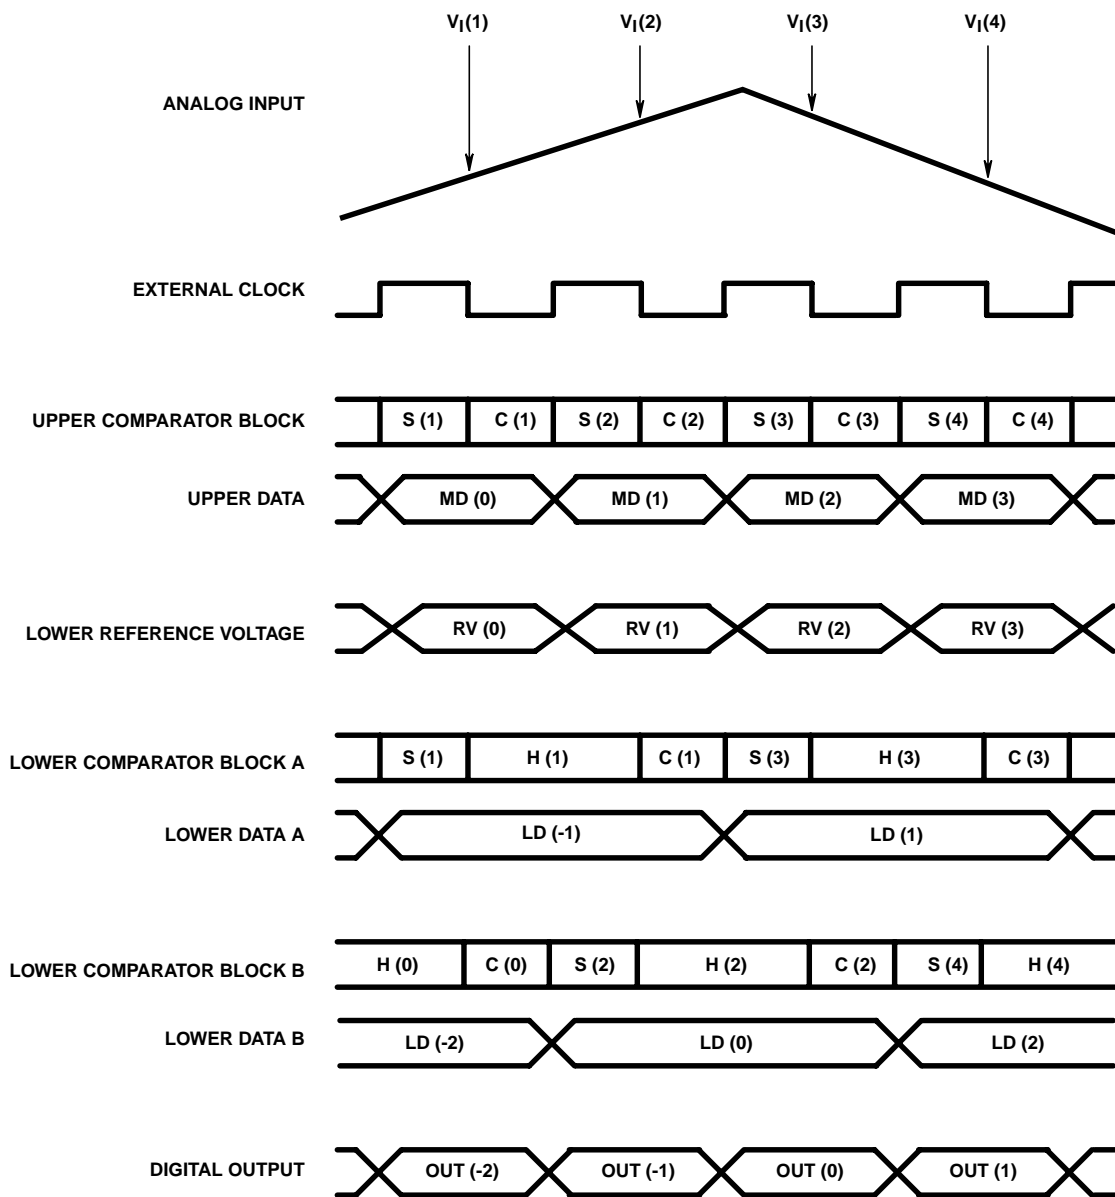 VI(1) VI(2) VI(3) VI(4)
ANALOG INPUT
EXTERNAL CLOCK
UPPER COMPARATOR BLOCK S (1) C (1) S (2) C (2) S (3) C (3) S (4) C (4)
UPPER DATA MD (0) MD (1) MD (2) MD (3)
LOWER REFERENCE VOLTAGE RV (0) RV (1) RV (2) RV (3)
LOWER COMPARATOR BLOCK A S (1) H (1) C (1) S (3) H (3) C (3)
LOWER DATA A LD (-1) LD (1)
LOWER COMPARATOR BLOCK B H (0) C (0) S (2) H (2) C (2) S (4) H (4)
LOWER DATA B LD (-2) LD (0) LD (2)
DIGITAL OUTPUT OUT (-2) OUT (-1) OUT (0) OUT (1)